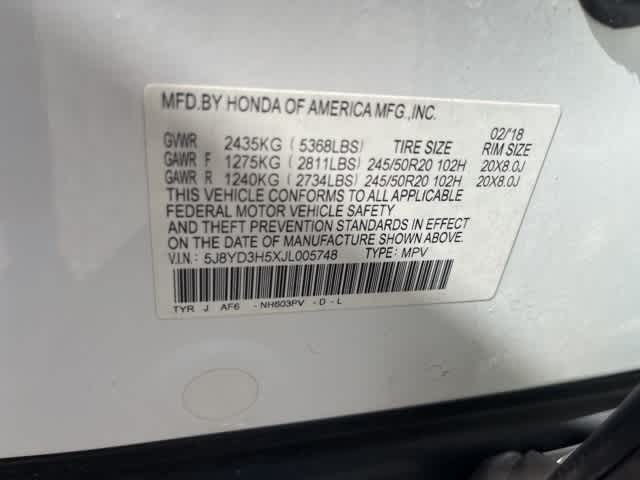 MFD.BY HONDA OF AMERICA MFG.,INC.
02/'18
GVWR 2435KG ( 5368LBS) TIRE SIZE RIM SIZE
GAWR F 1275KG ( 2811LBS) 245/50R20 102H 20X8.0J
GAWR R 1240KG ( 2734LBS) 245/50R20 102H 20X8.0J
THIS VEHICLE CONFORMS TO ALL APPLICABLE
FEDERAL MOTOR VEHICLE SAFETY
AND THEFT PREVENTION STANDARDS IN EFFECT
ON THE DATE OF MANUFACTURE SHOWN ABOVE.
V.I.N.: 5J8YD3H5XJL005748 TYPE: MPV
TYR J AF6 - NH603PV - D - L